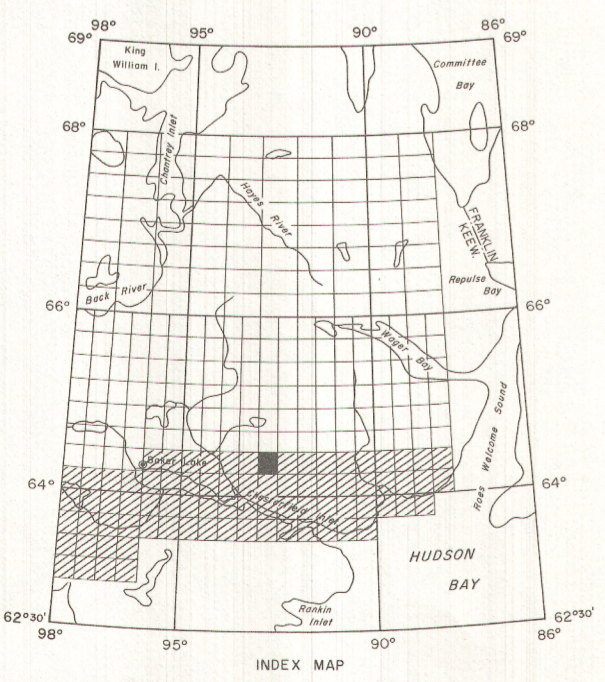 98°
95°
90°
86°
69°
69°
King
William I.
Committee
Bay
68°
68°
Chantrey Inlet
Hayes River
FRANKLIN
KEEW.
Back River
Repulse
Bay
66°
66°
Wager Bay
Roes Welcome Sound
Baker Lake
64°
64°
Chesterfield Inlet
HUDSON
BAY
Rankin
Inlet
62°30'
62°30'
98°
95°
90°
86°
INDEX MAP